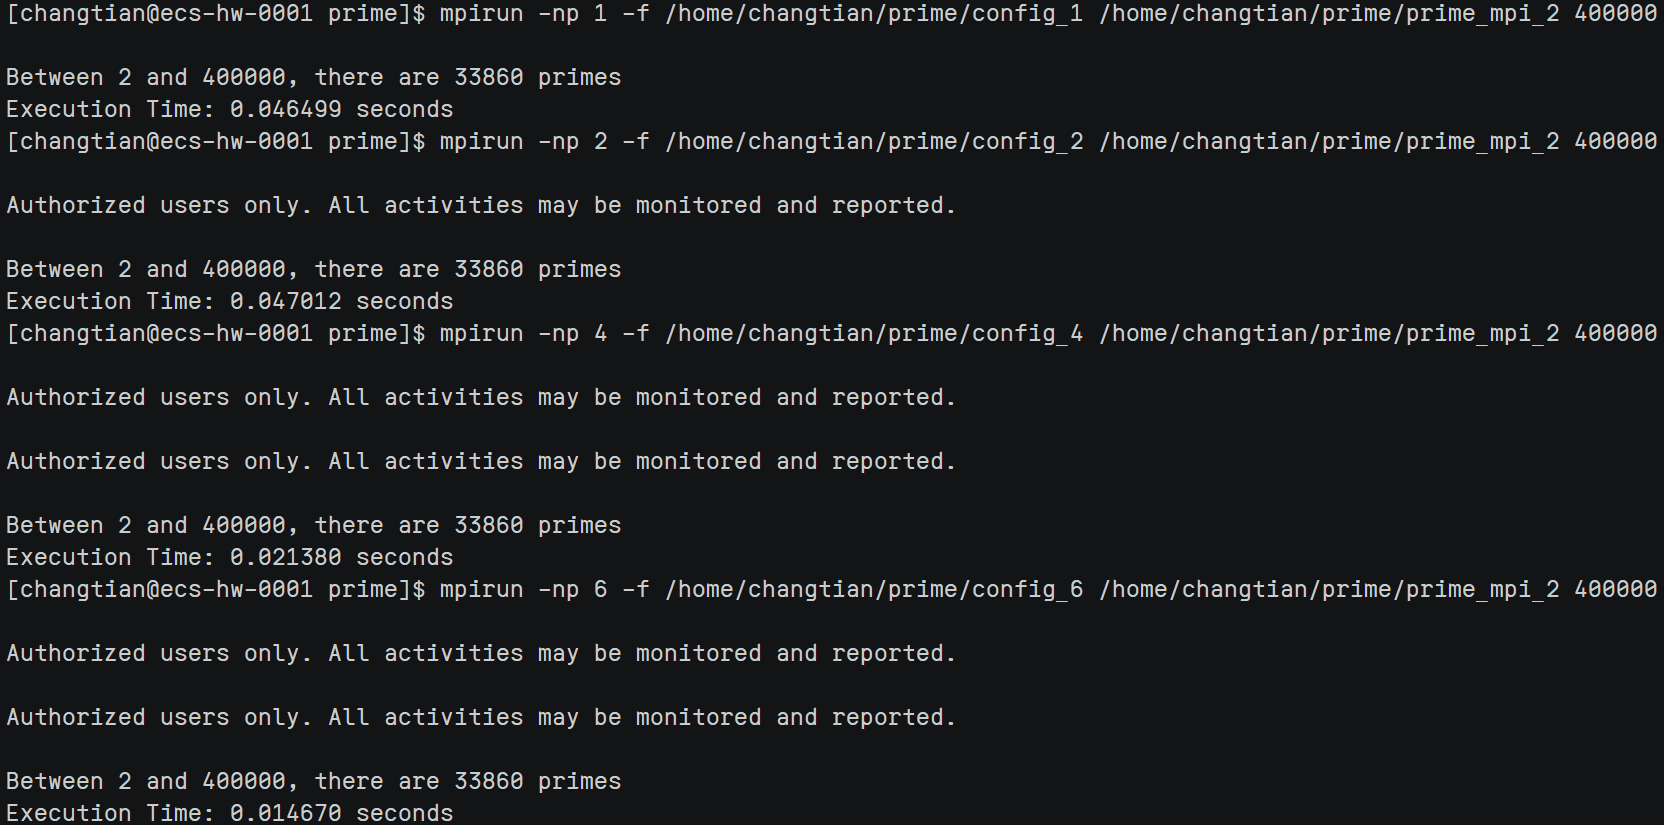 [changtian@ecs-hw-0001 prime]$ mpirun -np 1 -f /home/changtian/prime/config_1 /home/changtian/prime/prime_mpi_2 400000
Between 2 and 400000, there are 33860 primes
Execution Time: 0.046499 seconds
[changtian@ecs-hw-0001 prime]$ mpirun -np 2 -f /home/changtian/prime/config_2 /home/changtian/prime/prime_mpi_2 400000
Authorized users only. All activities may be monitored and reported.
Between 2 and 400000, there are 33860 primes
Execution Time: 0.047012 seconds
[changtian@ecs-hw-0001 prime]$ mpirun -np 4 -f /home/changtian/prime/config_4 /home/changtian/prime/prime_mpi_2 400000
Authorized users only. All activities may be monitored and reported.
Authorized users only. All activities may be monitored and reported.
Between 2 and 400000, there are 33860 primes
Execution Time: 0.021380 seconds
[changtian@ecs-hw-0001 prime]$ mpirun -np 6 -f /home/changtian/prime/config_6 /home/changtian/prime/prime_mpi_2 400000
Authorized users only. All activities may be monitored and reported.
Authorized users only. All activities may be monitored and reported.
Between 2 and 400000, there are 33860 primes
Execution Time: 0.014670 seconds